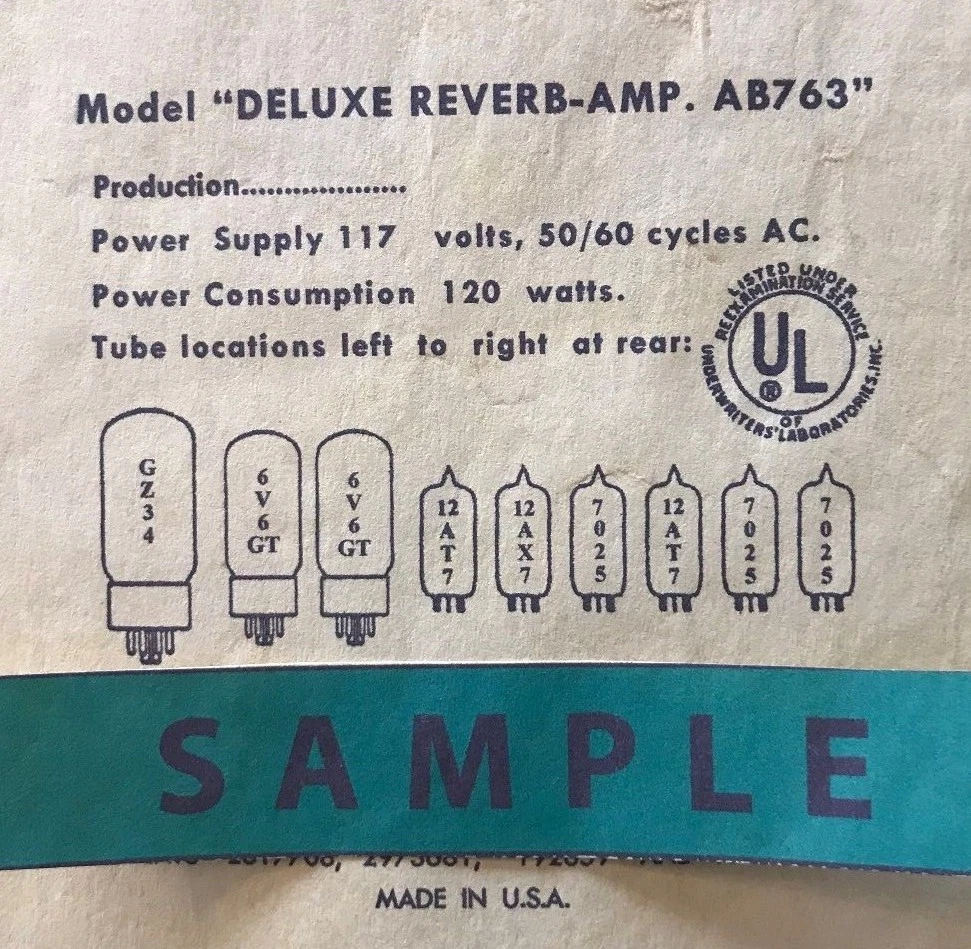 Model “DELUXE REVERB-AMP. AB763”
Production...................
Power Supply 117 volts, 50/60 cycles AC.
Power Consumption 120 watts.
Tube locations left to right at rear:
LISTED UNDER
REEXAMINATION SERVICE
UL
®
OF
UNDERWRITERS' LABORATORIES, INC.
GZ34
6V6GT
6V6GT
12AT7
12AX7
7025
12AT7
7025
7025
SAMPLE
MADE IN U.S.A.